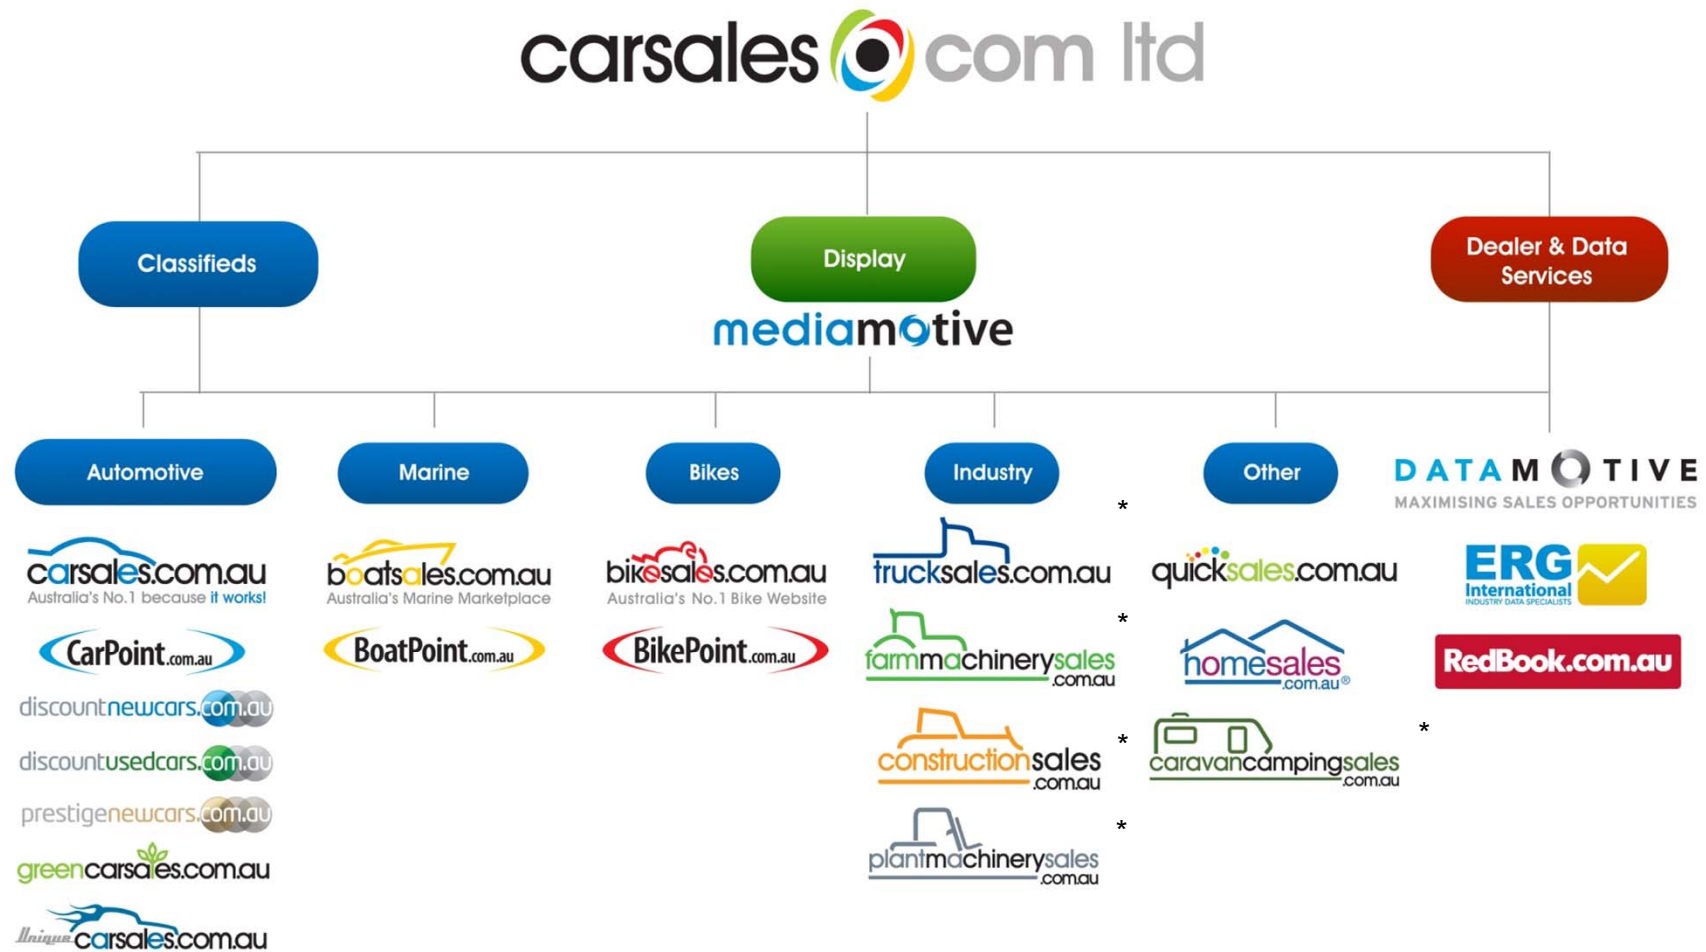 carsales com ltd
Classifieds
Display
Dealer & Data
Services
mediamotive
Automotive
carsales.com.au
Australia's No.1 because it works!
CarPoint.com.au
discountnewcars.com.au
discountusedcars.com.au
prestigenewcars.com.au
greencarsales.com.au
Unique carsales.com.au
Marine
boatsales.com.au
Australia's Marine Marketplace
BoatPoint.com.au
Bikes
bikesales.com.au
Australia's No.1 Bike Website
BikePoint.com.au
Industry
*
trucksales.com.au
*
farmmachinerysales
.com.au
*
constructionsales
.com.au
*
plantmachinerysales
.com.au
Other
quicksales.com.au
homesales
.com.au®
*
caravancampingsales
.com.au
DATAMOTIVE
MAXIMISING SALES OPPORTUNITIES
ERG
International
INDUSTRY DATA SPECIALISTS
RedBook.com.au